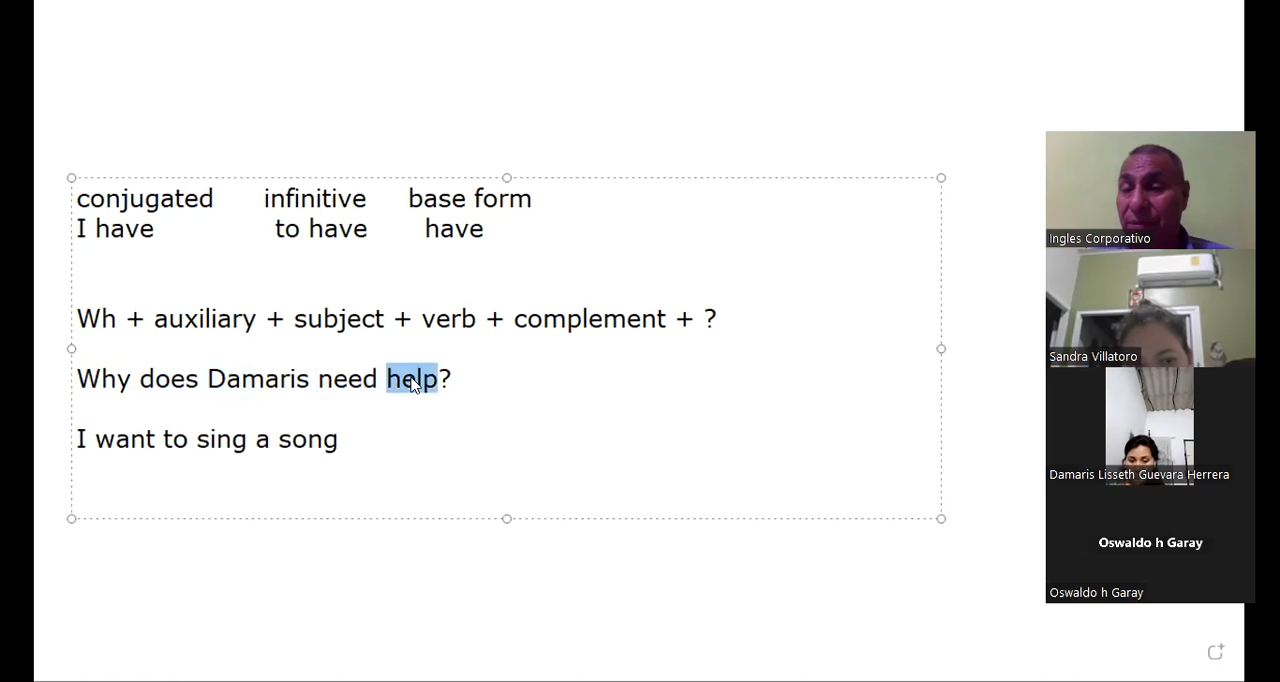 conjugated infinitive base form
I have to have have
Wh + auxiliary + subject + verb + complement + ?
Why does Damaris need help?
I want to sing a song
Ingles Corporativo
Sandra Villatoro
Damaris Lisseth Guevara Herrera
Oswaldo h Garay
Oswaldo h Garay